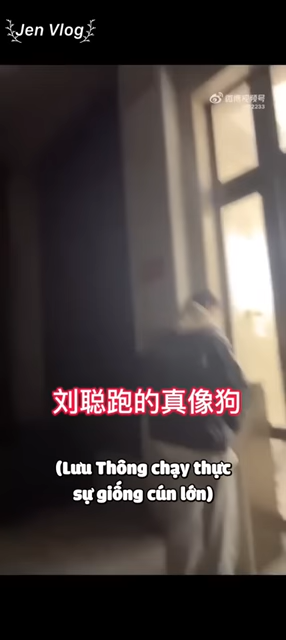 Jen Vlog
刘聪跑的真像狗
(Lưu Thông chạy thực
sự giống cún lớn)